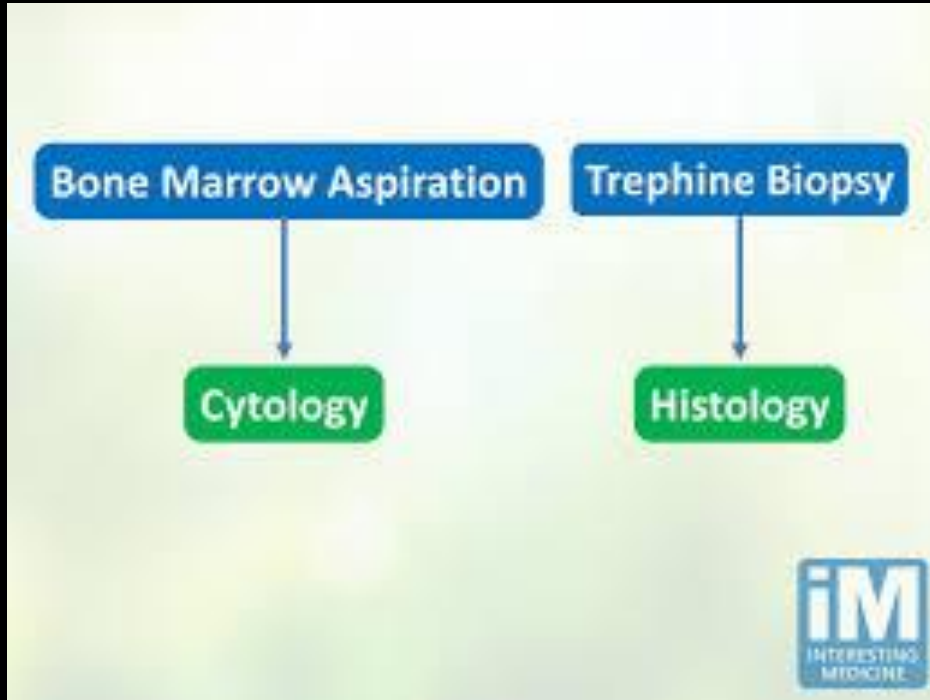 Bone Marrow Aspiration
Trephine Biopsy
Cytology
Histology
iM
INTERESTING
MEDICINE